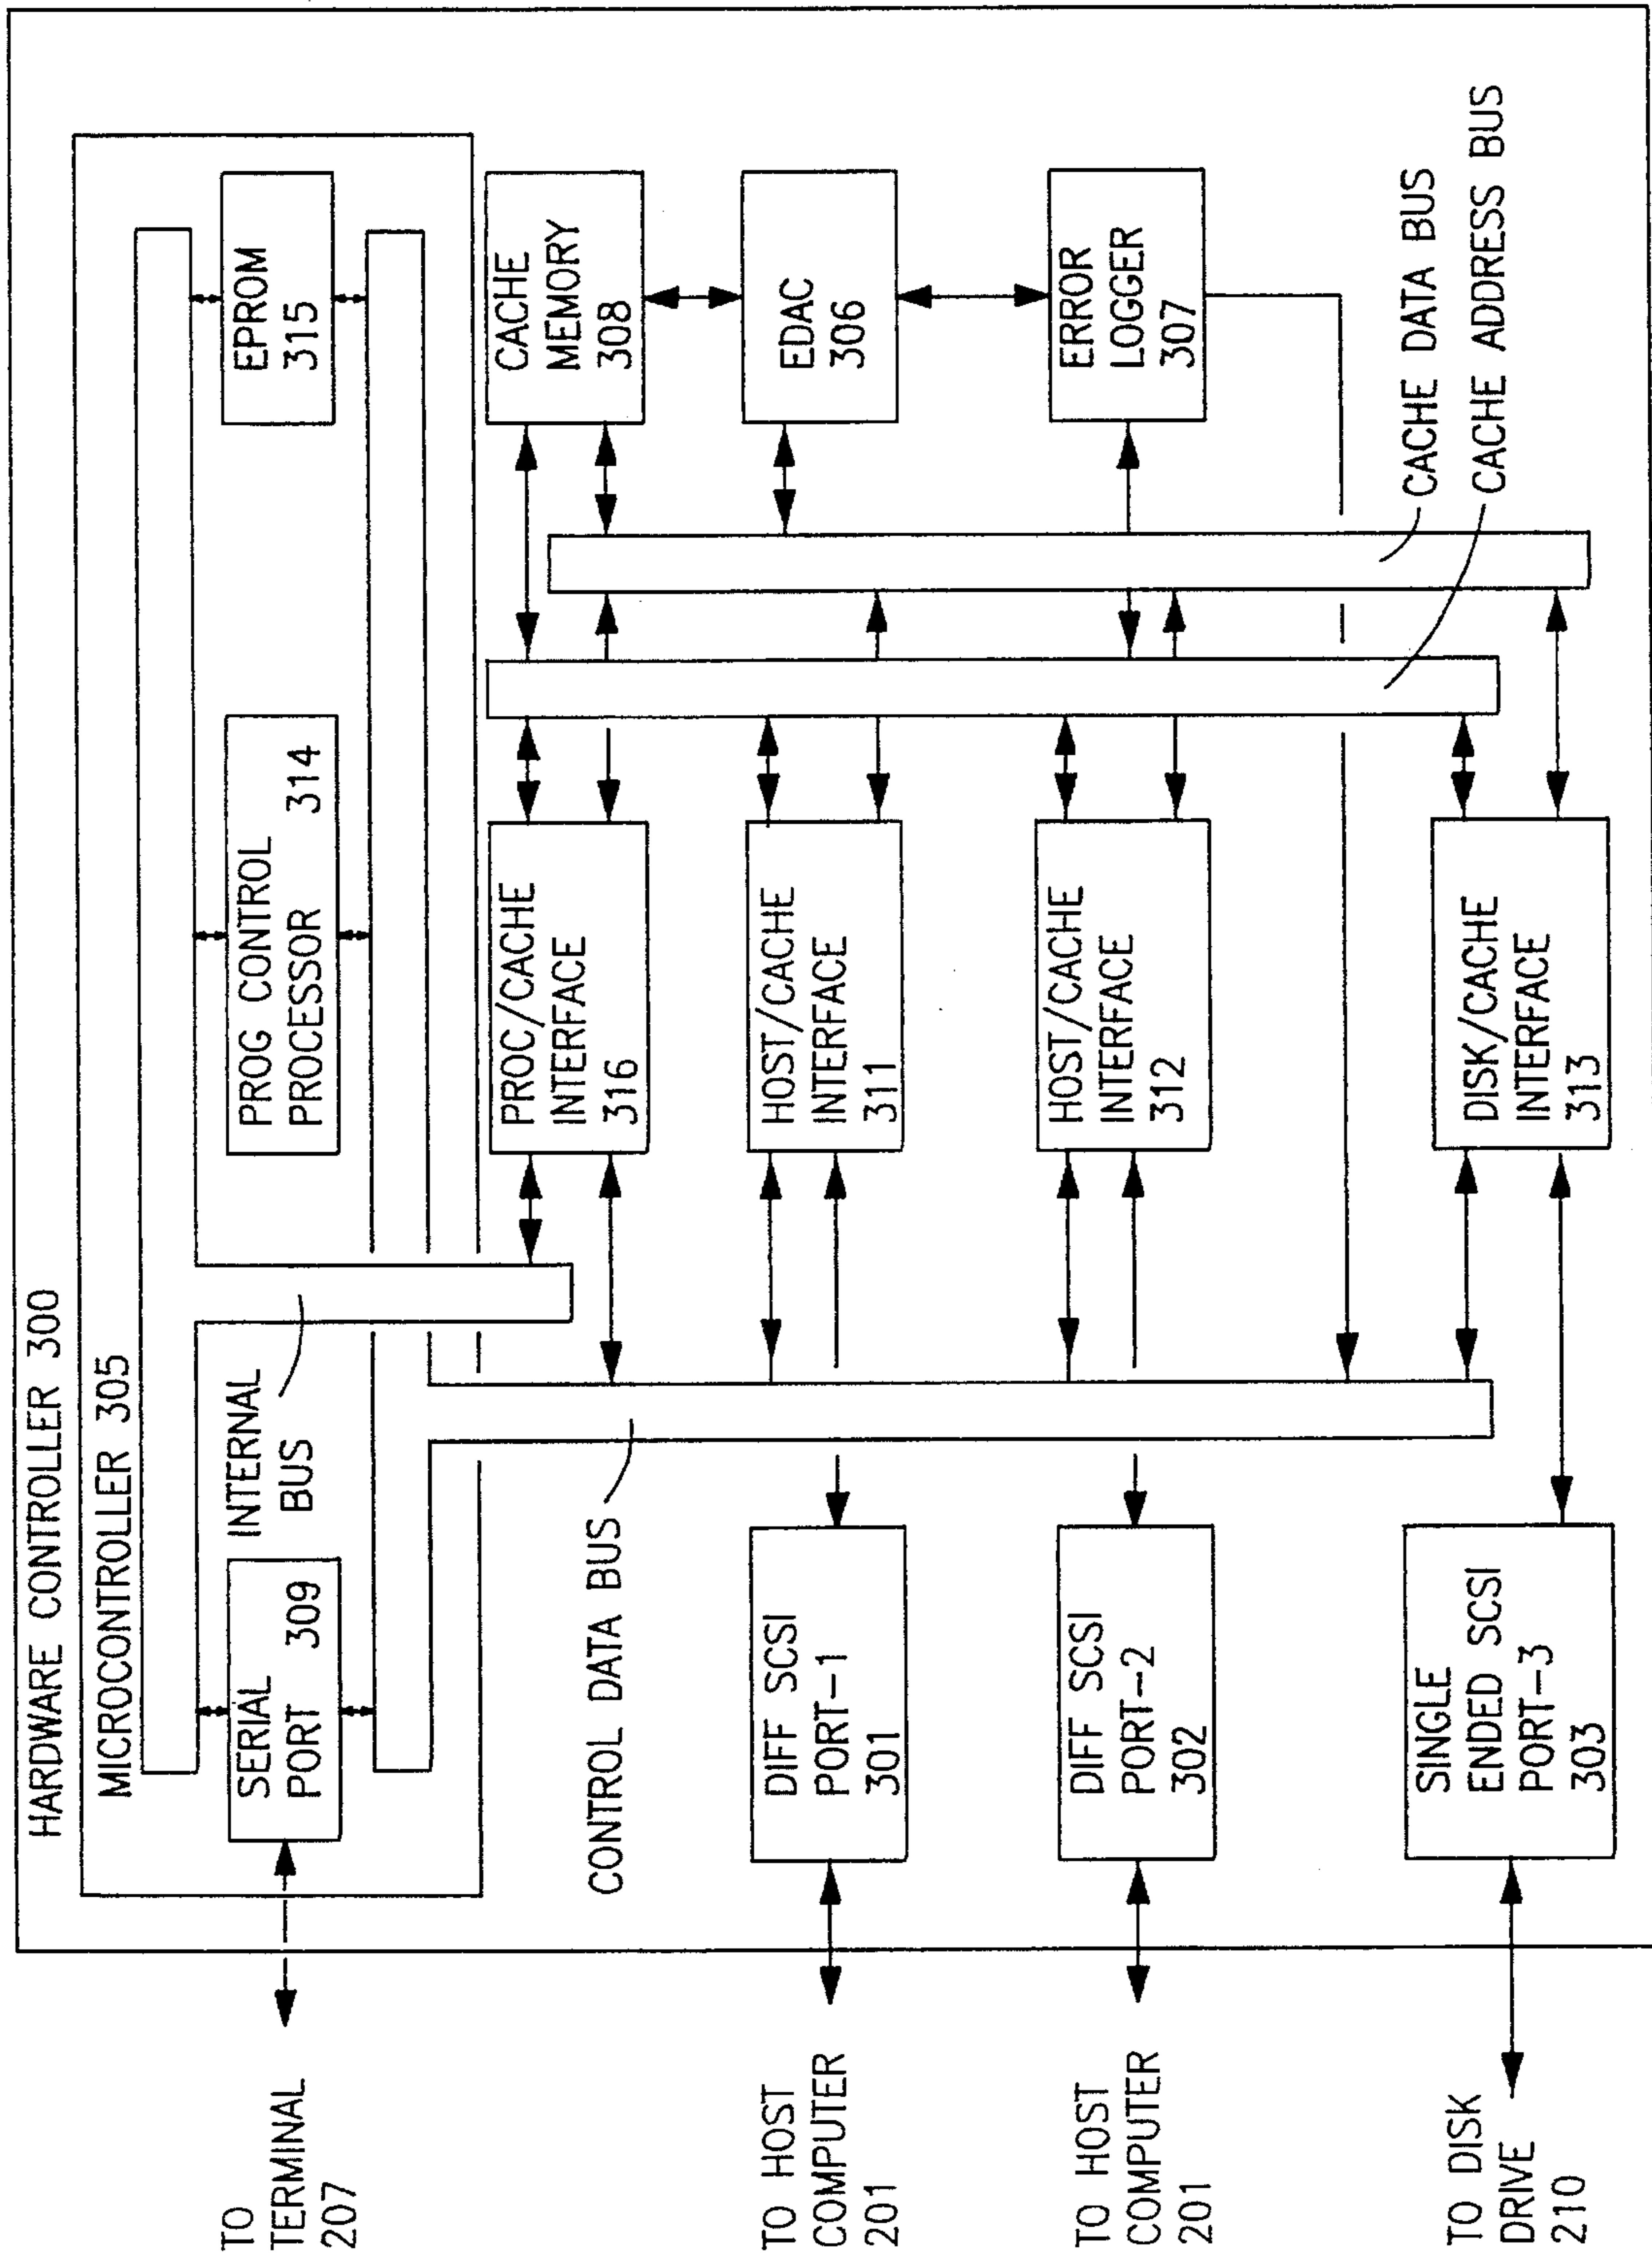 HARDWARE CONTROLLER 300
MICROCONTROLLER 305
TO
TERMINAL
207
SERIAL
PORT 309
INTERNAL
BUS
PROG CONTROL
PROCESSOR 314
EPROM
315
CONTROL DATA BUS
PROC/CACHE
INTERFACE
316
CACHE
MEMORY
308
TO HOST
COMPUTER
201
DIFF SCSI
PORT-1
301
HOST/CACHE
INTERFACE
311
EDAC
306
TO HOST
COMPUTER
201
DIFF SCSI
PORT-2
302
HOST/CACHE
INTERFACE
312
ERROR
LOGGER
307
TO DISK
DRIVE
210
SINGLE
ENDED SCSI
PORT-3
303
DISK/CACHE
INTERFACE
313
CACHE DATA BUS
CACHE ADDRESS BUS